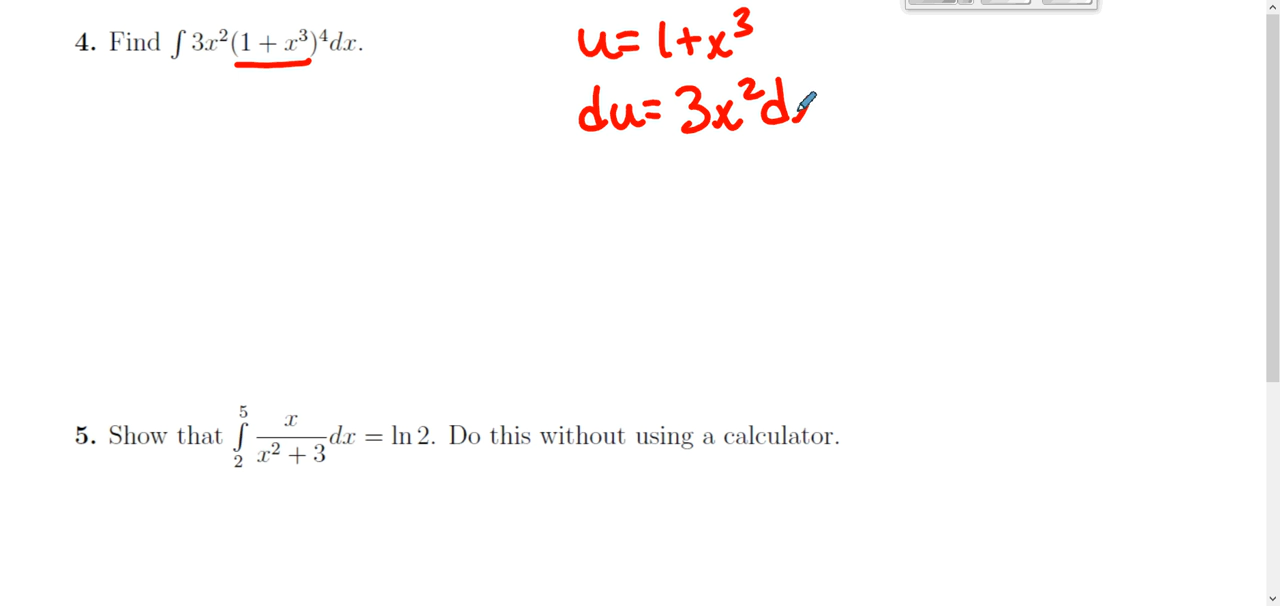 4. Find ∫ 3x²(1 + x³)⁴dx.
u = 1+x³
du = 3x²d
5. Show that ∫₂⁵ x/(x² + 3) dx = ln 2. Do this without using a calculator.